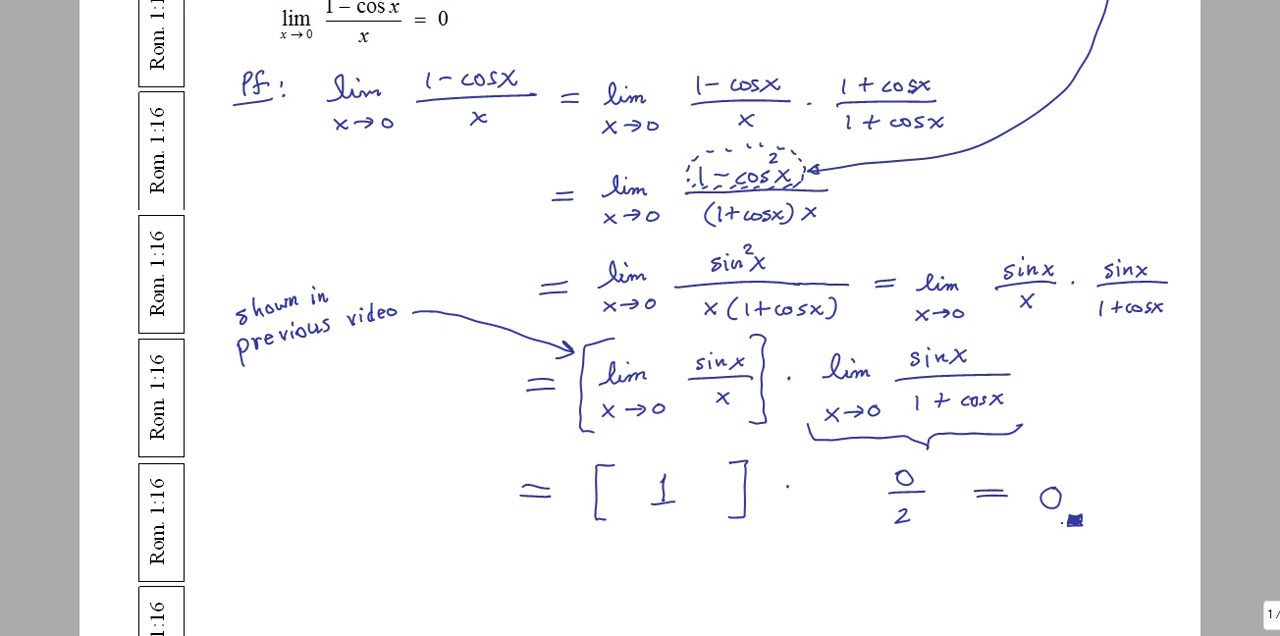 lim x→0 (1 − cos x)/x = 0
Pf: lim x→0 (1 − cosx)/x = lim x→0 (1 − cosx)/x · (1 + cosx)/(1 + cosx)
= lim x→0 (1 − cos²x)/((1+cosx) x)
= lim x→0 sin²x/(x(1+cosx)) = lim x→0 sinx/x · sinx/(1+cosx)
shown in
previous video
= [lim x→0 sinx/x] · lim x→0 sinx/(1 + cosx)
= [ 1 ] · 0/2 = 0.
Rom. 1:16
Rom. 1:16
Rom. 1:16
Rom. 1:16
Rom. 1:16
1:16
1/